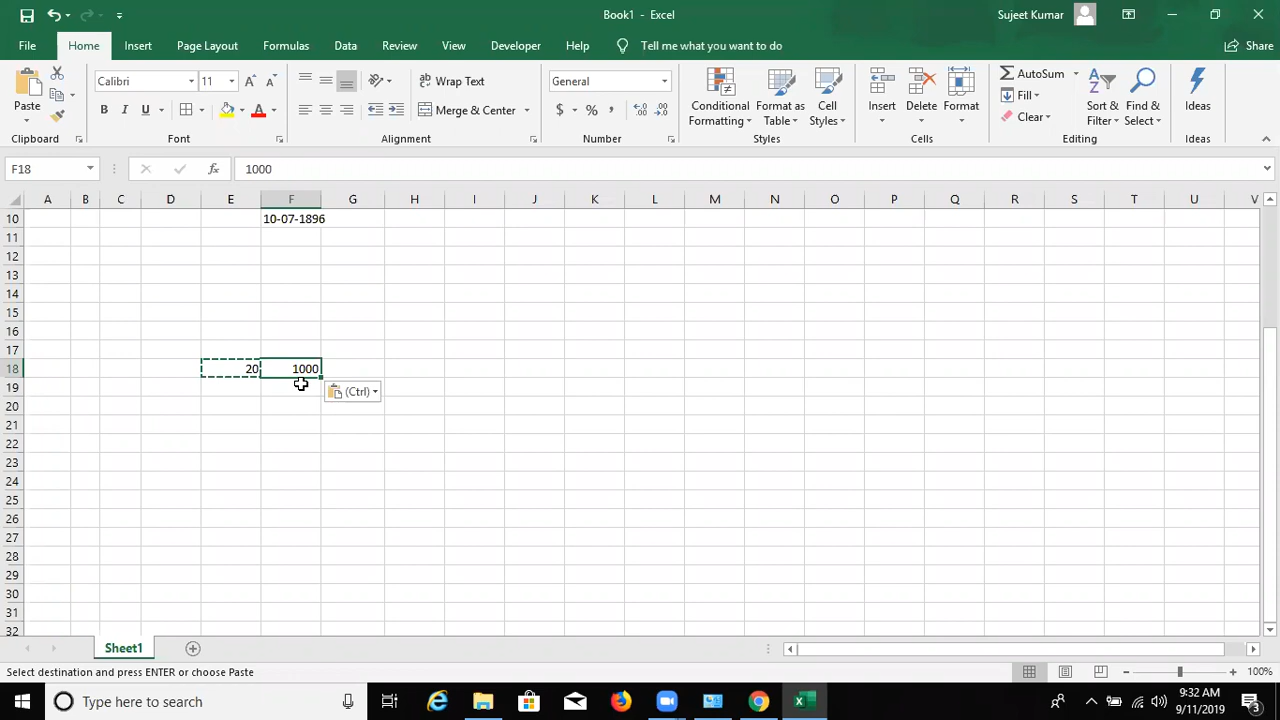 Book1 - Excel
Sujeet Kumar
File Home Insert Page Layout Formulas Data Review View Developer Help Tell me what you want to do Share
Paste
Clipboard
Calibri 11
B I U
Font
Wrap Text
Merge & Center
Alignment
General
$ % ,
Number
Conditional Formatting
Format as Table
Cell Styles
Styles
Insert
Delete
Format
Cells
AutoSum
Fill
Clear
Sort & Filter
Find & Select
Editing
Ideas
Ideas
F18 fx 1000
A B C D E F G H I J K L M N O P Q R S T U V
10 10-07-1896
11
12
13
14
15
16
17
18 20 1000
19 (Ctrl)
20
21
22
23
24
25
26
27
28
29
30
31
32
Sheet1
Select destination and press ENTER or choose Paste 100%
Type here to search
9:32 AM
9/11/2019
3